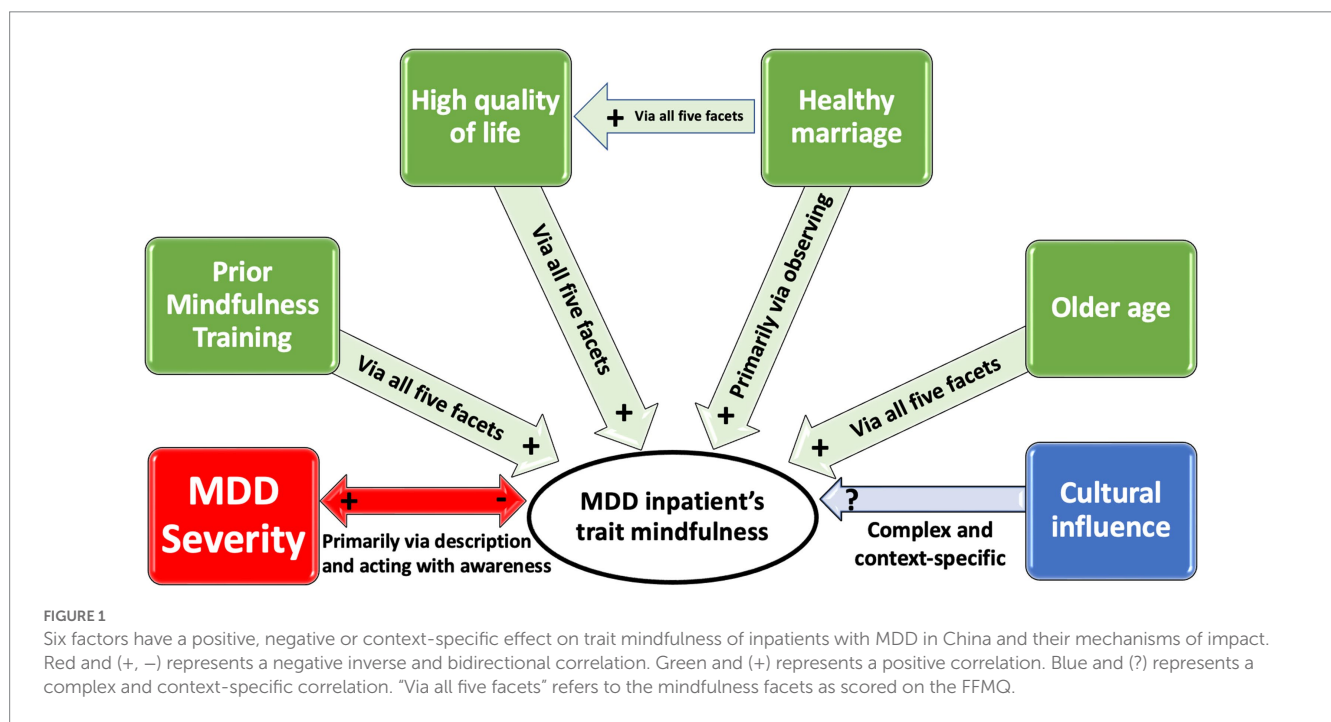 High quality
of life
+ Via all five facets
Healthy
marriage
Prior
Mindfulness
Training
Via all five facets +
Via all five facets
+
Primarily via observing
+
Older age
Via all five facets
+
MDD
Severity
+ -
Primarily via description
and acting with awareness
MDD inpatient’s
trait mindfulness
?
Complex and
context-specific
Cultural
influence
FIGURE 1
Six factors have a positive, negative or context-specific effect on trait mindfulness of inpatients with MDD in China and their mechanisms of impact.
Red and (+, −) represents a negative inverse and bidirectional correlation. Green and (+) represents a positive correlation. Blue and (?) represents a
complex and context-specific correlation. “Via all five facets” refers to the mindfulness facets as scored on the FFMQ.